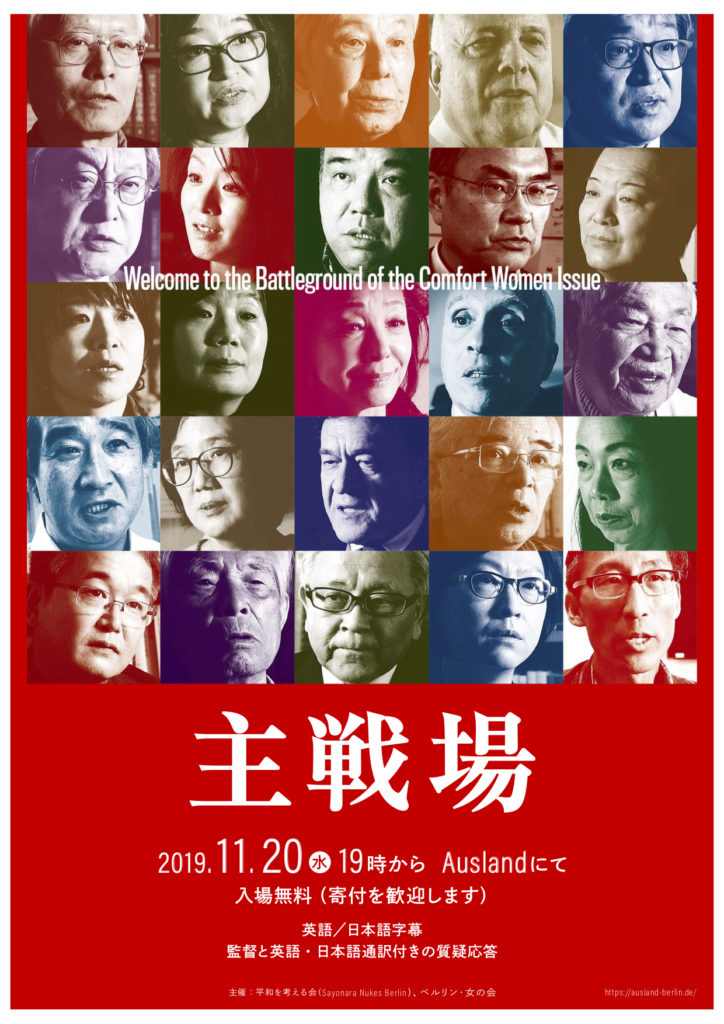 Welcome to the Battleground of the Comfort Women Issue
主戦場
2019.11.20 水 19時から Auslandにて
入場無料（寄付を歓迎します）
英語／日本語字幕
監督と英語・日本語通訳付きの質疑応答
主催：平和を考える会（Sayonara Nukes Berlin）、ベルリン・女の会
https://ausland-berlin.de/